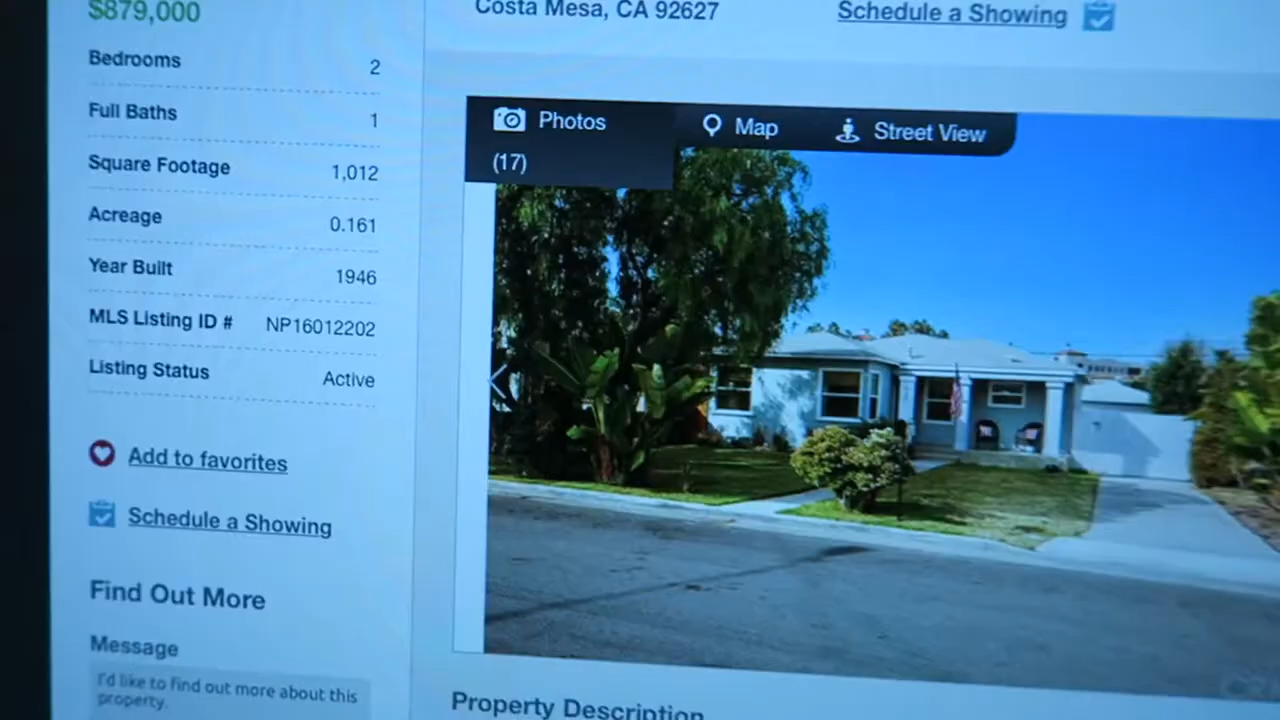 $879,000
Bedrooms 2
Full Baths 1
Square Footage 1,012
Acreage 0.161
Year Built 1946
MLS Listing ID # NP16012202
Listing Status Active
Add to favorites
Schedule a Showing
Find Out More
Message
I'd like to find out more about this
property.
Costa Mesa, CA 92627
Schedule a Showing
Photos
(17)
Map
Street View
Property Description